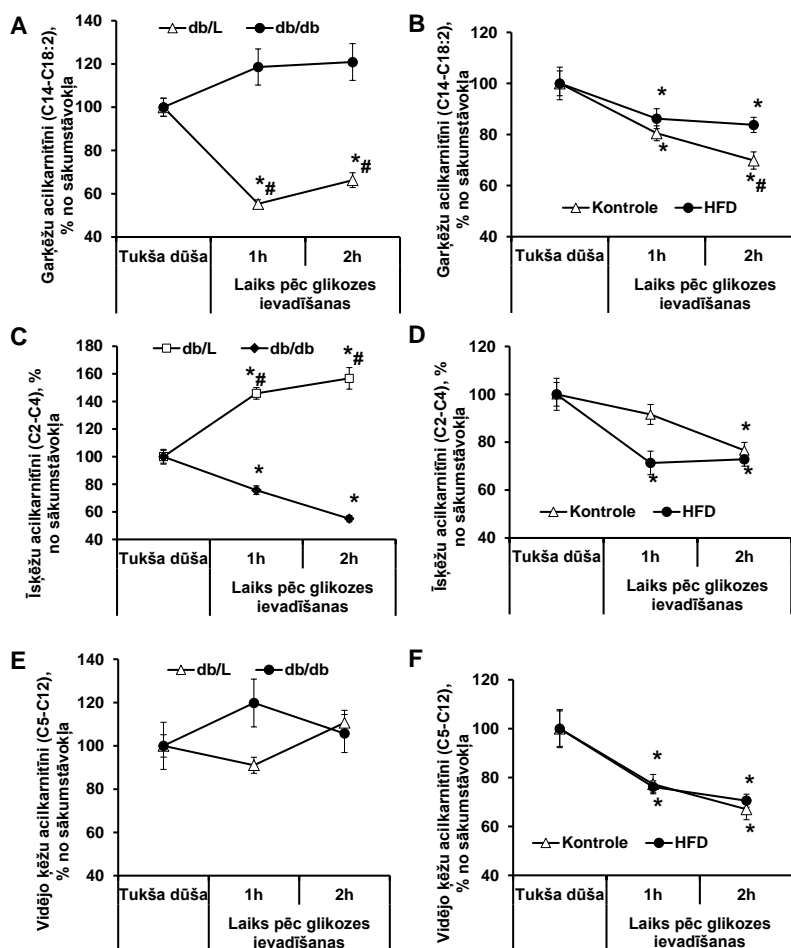 A
Garķēžu acilkarnitīni (C14-C18:2),
% no sākumstāvokļa
db/L db/db
140
120
100
80
60
40
*#
*#
Tukša dūša 1h 2h
Laiks pēc glikozes
ievadīšanas
B
Garķēžu acilkarnitīni (C14-C18:2),
% no sākumstāvokļa
120
100
80
60
40
*
*
*
*#
Kontrole HFD
Tukša dūša 1h 2h
Laiks pēc glikozes
ievadīšanas
C
Īsķēžu acilkarnitīni (C2-C4), %
no sākumstāvokļa
db/L db/db
180
160
140
120
100
80
60
40
*#
*#
*
*
Tukša dūša 1h 2h
Laiks pēc glikozes
ievadīšanas
D
Īsķēžu acilkarnitīni (C2-C4), %
no sākumstāvokļa
120
100
80
60
40
*
*
*
Kontrole HFD
Tukša dūša 1h 2h
Laiks pēc glikozes
ievadīšanas
E
Vidējo ķēžu acilkarnitīni (C5-C12),
% no sākumstāvokļa
db/L db/db
140
120
100
80
60
40
Tukša dūša 1h 2h
Laiks pēc glikozes
ievadīšanas
F
Vidējo ķēžu acilkarnitīni (C5-C12),
% no sākumstāvokļa
120
100
80
60
40
*
*
*
*
Kontrole HFD
Tukša dūša 1h 2h
Laiks pēc glikozes
ievadīšanas